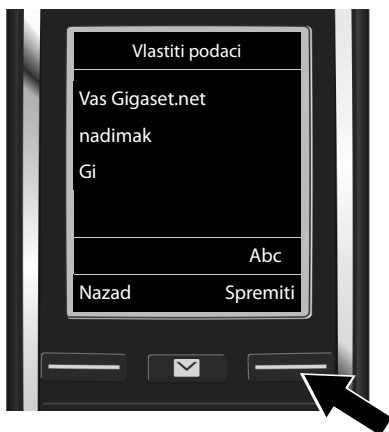 Vlastiti podaci
Vas Gigaset.net
nadimak
Gi
Abc
Nazad Spremiti